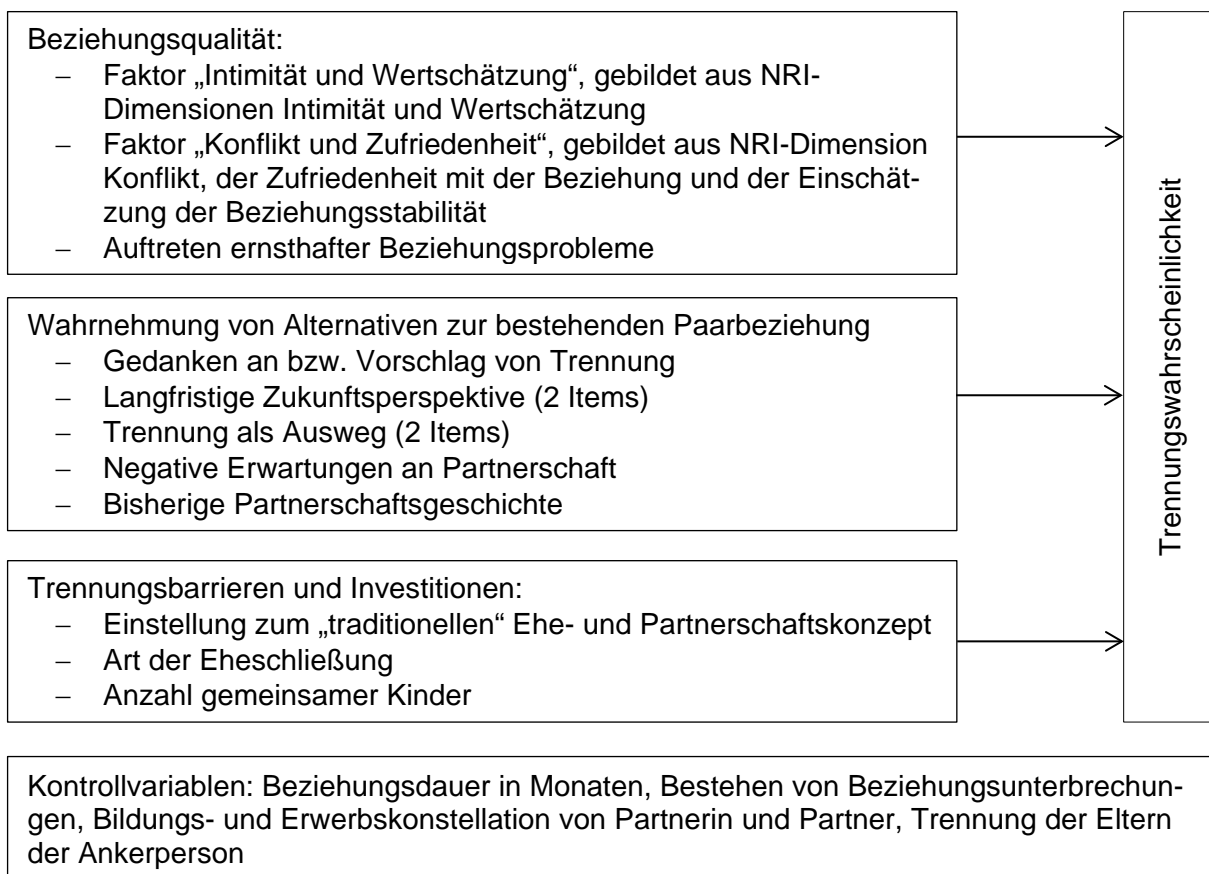 Beziehungsqualität:
– Faktor „Intimität und Wertschätzung“, gebildet aus NRI-
Dimensionen Intimität und Wertschätzung
– Faktor „Konflikt und Zufriedenheit“, gebildet aus NRI-Dimension
Konflikt, der Zufriedenheit mit der Beziehung und der Einschät-
zung der Beziehungsstabilität
– Auftreten ernsthafter Beziehungsprobleme
Wahrnehmung von Alternativen zur bestehenden Paarbeziehung
– Gedanken an bzw. Vorschlag von Trennung
– Langfristige Zukunftsperspektive (2 Items)
– Trennung als Ausweg (2 Items)
– Negative Erwartungen an Partnerschaft
– Bisherige Partnerschaftsgeschichte
Trennungsbarrieren und Investitionen:
– Einstellung zum „traditionellen“ Ehe- und Partnerschaftskonzept
– Art der Eheschließung
– Anzahl gemeinsamer Kinder
Trennungswahrscheinlichkeit
Kontrollvariablen: Beziehungsdauer in Monaten, Bestehen von Beziehungsunterbrechun-
gen, Bildungs- und Erwerbskonstellation von Partnerin und Partner, Trennung der Eltern
der Ankerperson